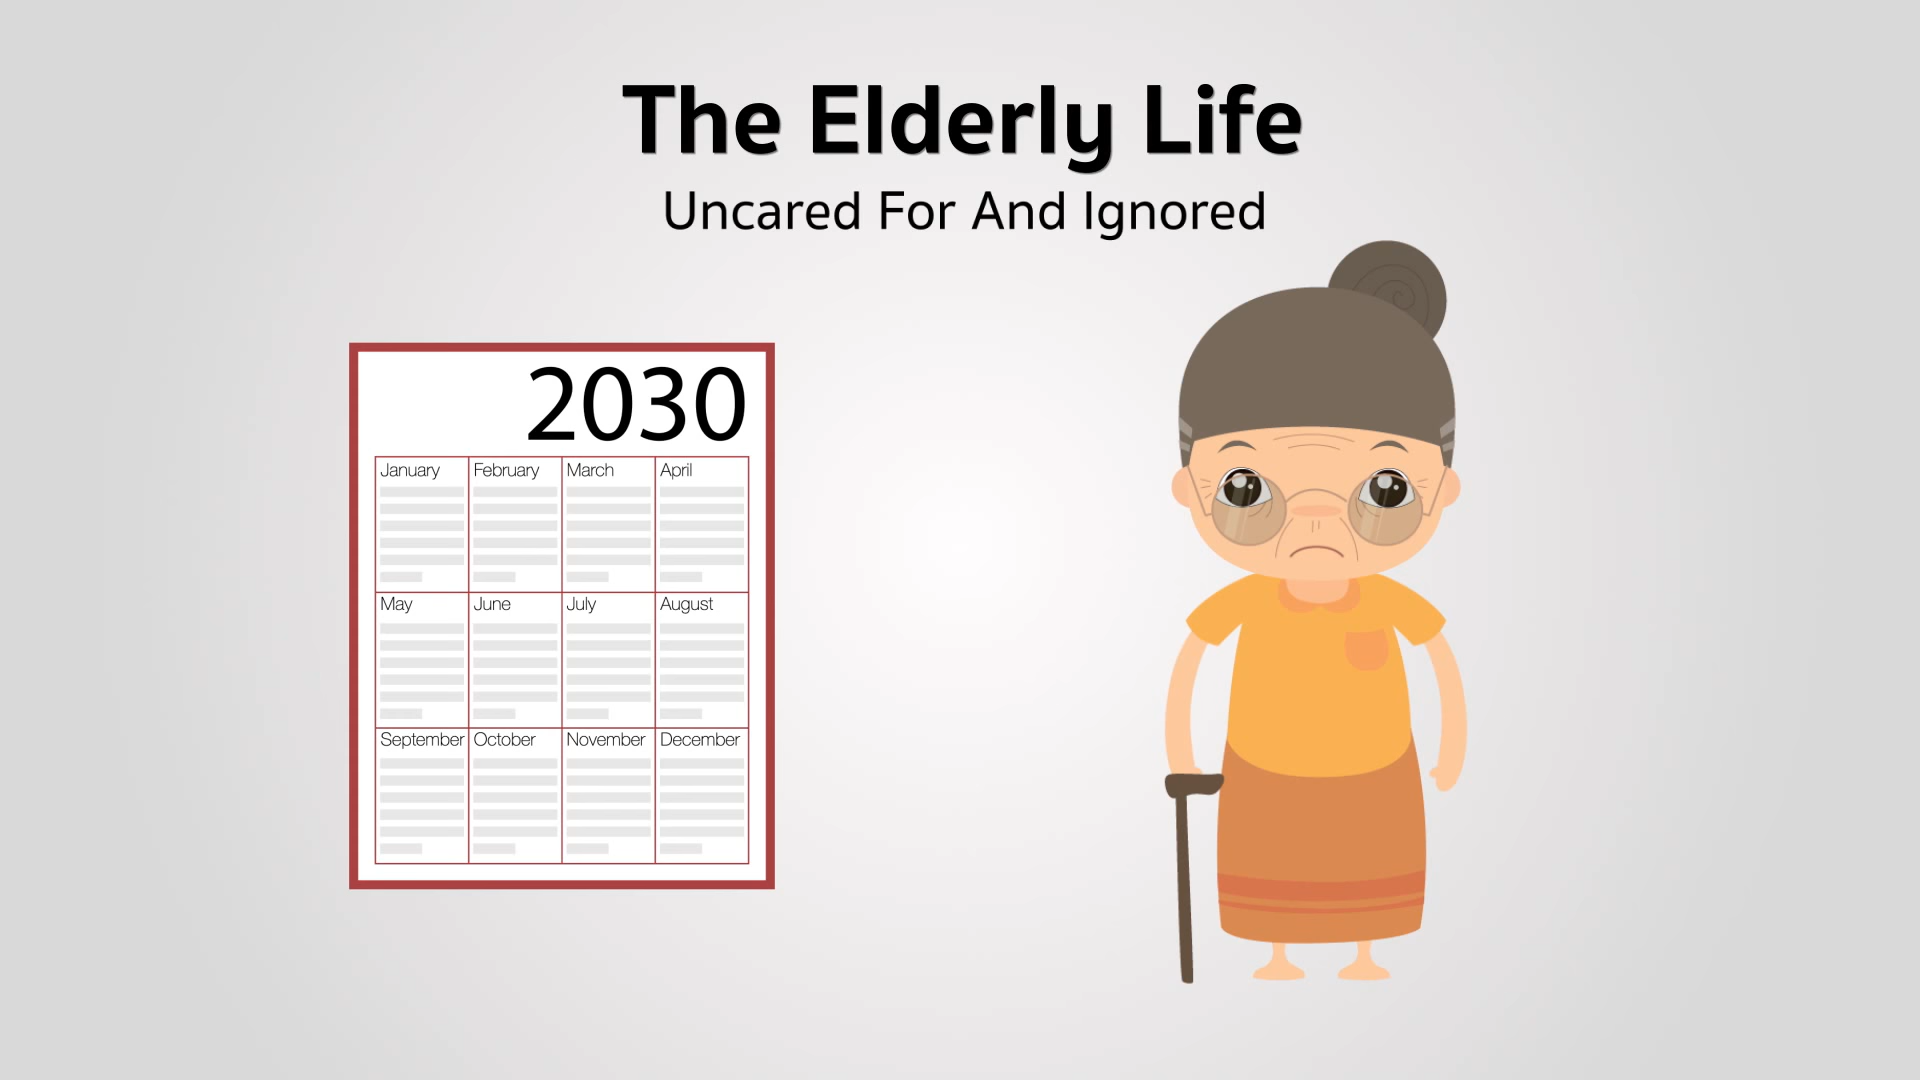 The Elderly Life
Uncared For And Ignored
2030
January February March April
May June July August
September October November December